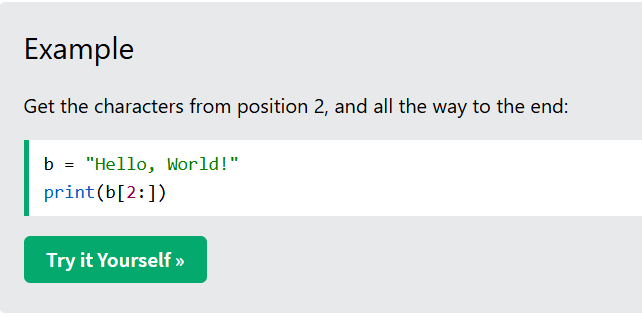 Example
Get the characters from position 2, and all the way to the end:
b = "Hello, World!"
print(b[2:])
Try it Yourself »